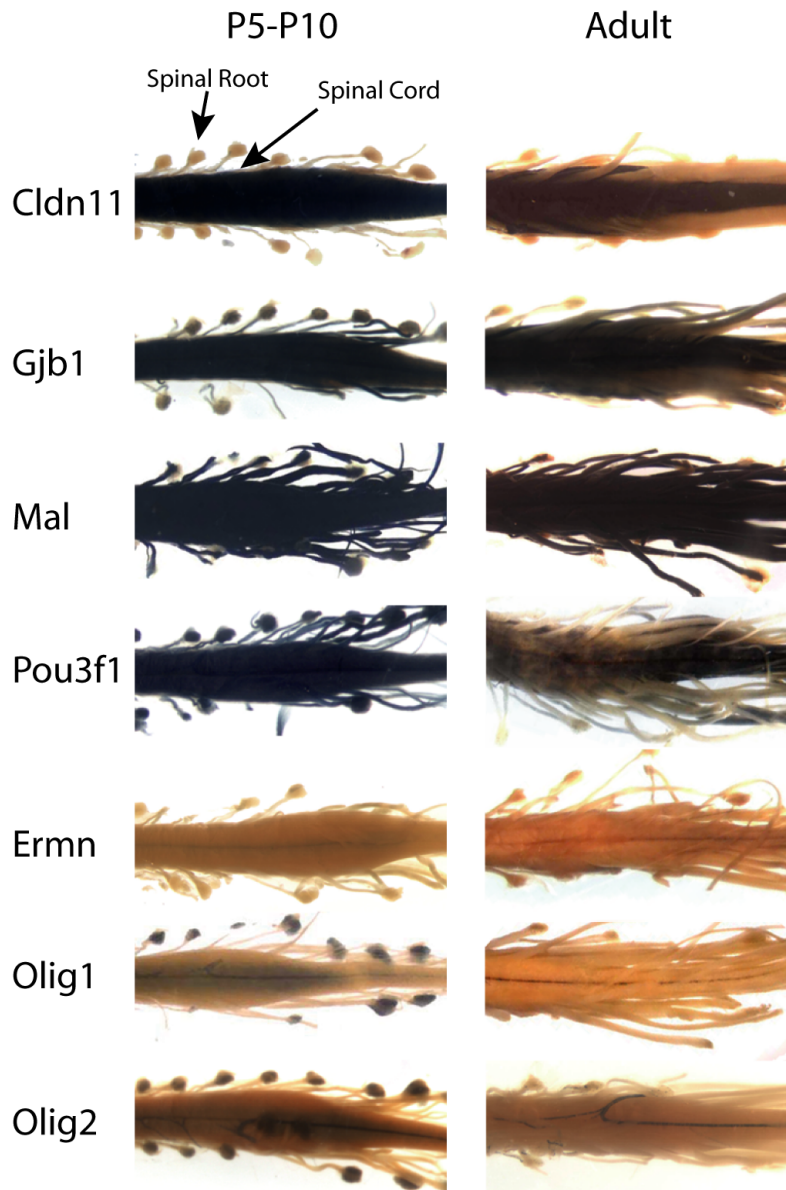 P5-P10 Adult
Spinal Root
Spinal Cord
Cldn11
Gjb1
Mal
Pou3f1
Ermn
Olig1
Olig2